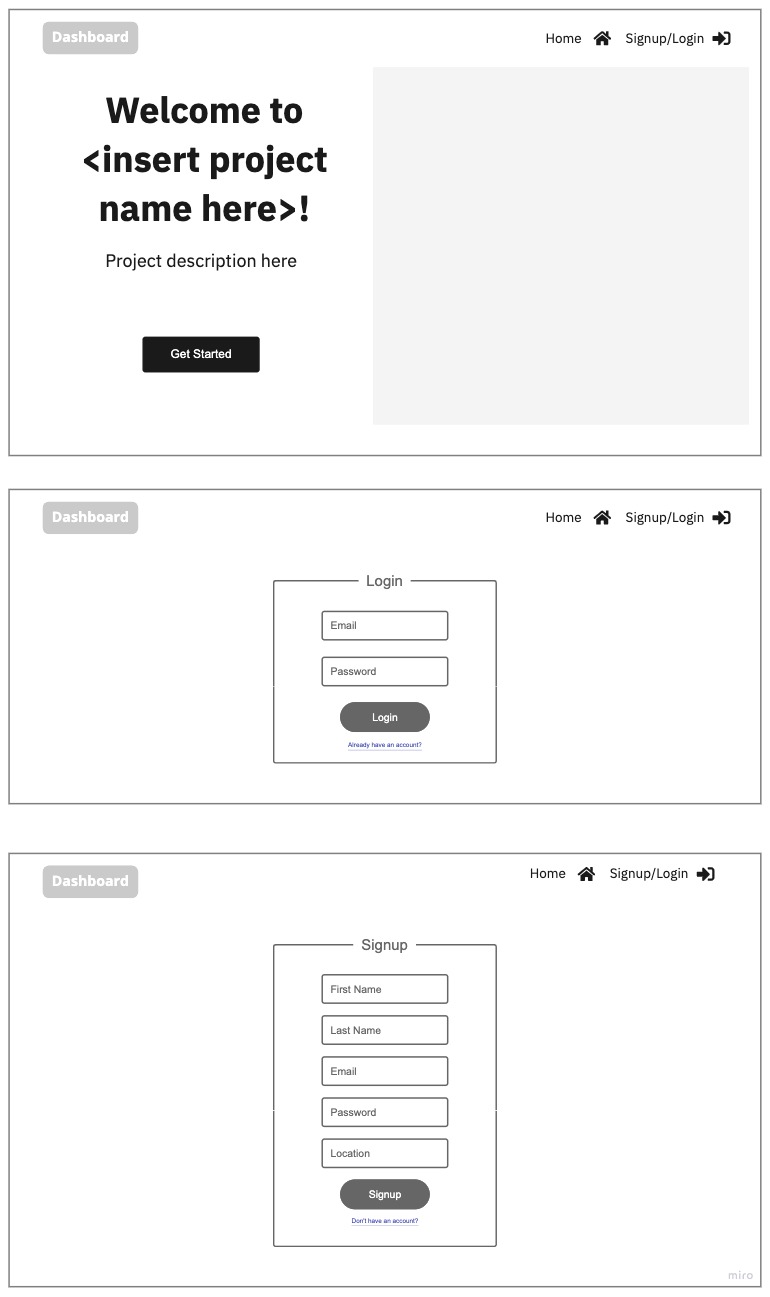 Dashboard
Home
Signup/Login
Welcome to
<insert project
name here>!
Project description here
Get Started
Dashboard
Home
Signup/Login
Login
Email
Password
Login
Already have an account?
Dashboard
Home
Signup/Login
Signup
First Name
Last Name
Email
Password
Location
Signup
Don't have an account?
miro